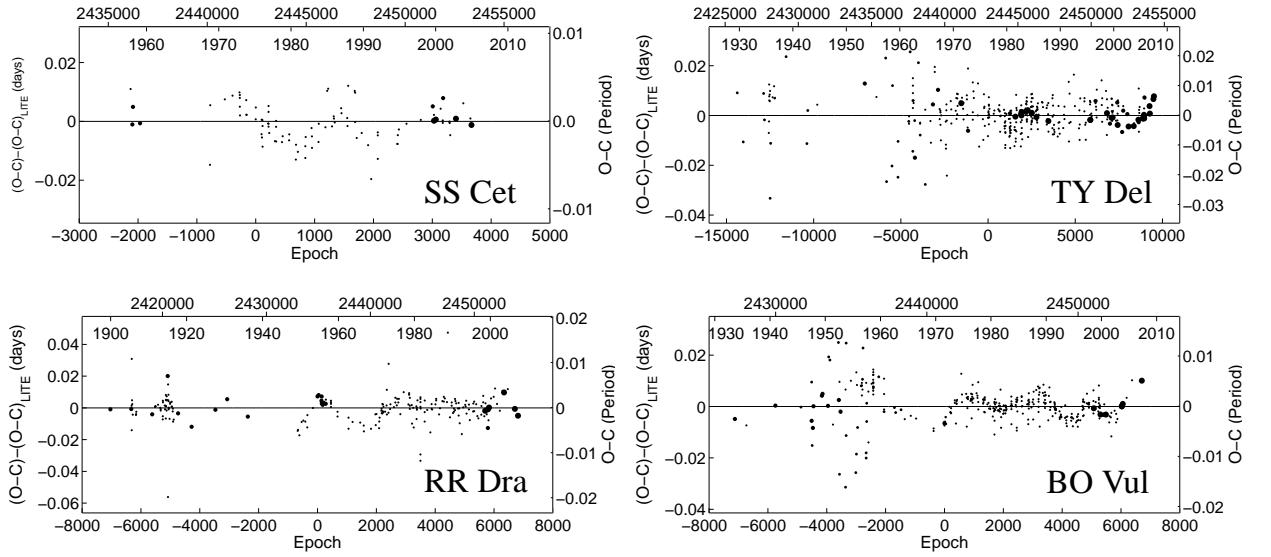 2435000 2440000 2445000 2450000 2455000
1960 1970 1980 1990 2000 2010
0.02 0 −0.02
(O−C)−(O−C)LITE (days)
0.01 0.00 −0.01
O−C (Period)
SS Cet
−3000 −2000 −1000 0 1000 2000 3000 4000 5000
Epoch
2425000 2430000 2435000 2440000 2445000 2450000 2455000
1930 1940 1950 1960 1970 1980 1990 2000 2010
0.02 0 −0.02 −0.04
(O−C)−(O−C)LITE (days)
0.02 0.01 0.00 −0.01 −0.02 −0.03
O−C (Period)
TY Del
−15000 −10000 −5000 0 5000 10000
Epoch
2420000 2430000 2440000 2450000
1900 1920 1940 1960 1980 2000
0.04 0.02 0 −0.02 −0.04 −0.06
(O−C)−(O−C)LITE (days)
0.02 0.01 0.00 −0.01 −0.02
O−C (Period)
RR Dra
−8000 −6000 −4000 −2000 0 2000 4000 6000 8000
Epoch
2430000 2440000 2450000
1930 1940 1950 1960 1970 1980 1990 2000 2010
0.02 0 −0.02 −0.04
(O−C)−(O−C)LITE (days)
0.01 0.00 −0.01 −0.02
O−C (Period)
BO Vul
−8000 −6000 −4000 −2000 0 2000 4000 6000 8000
Epoch